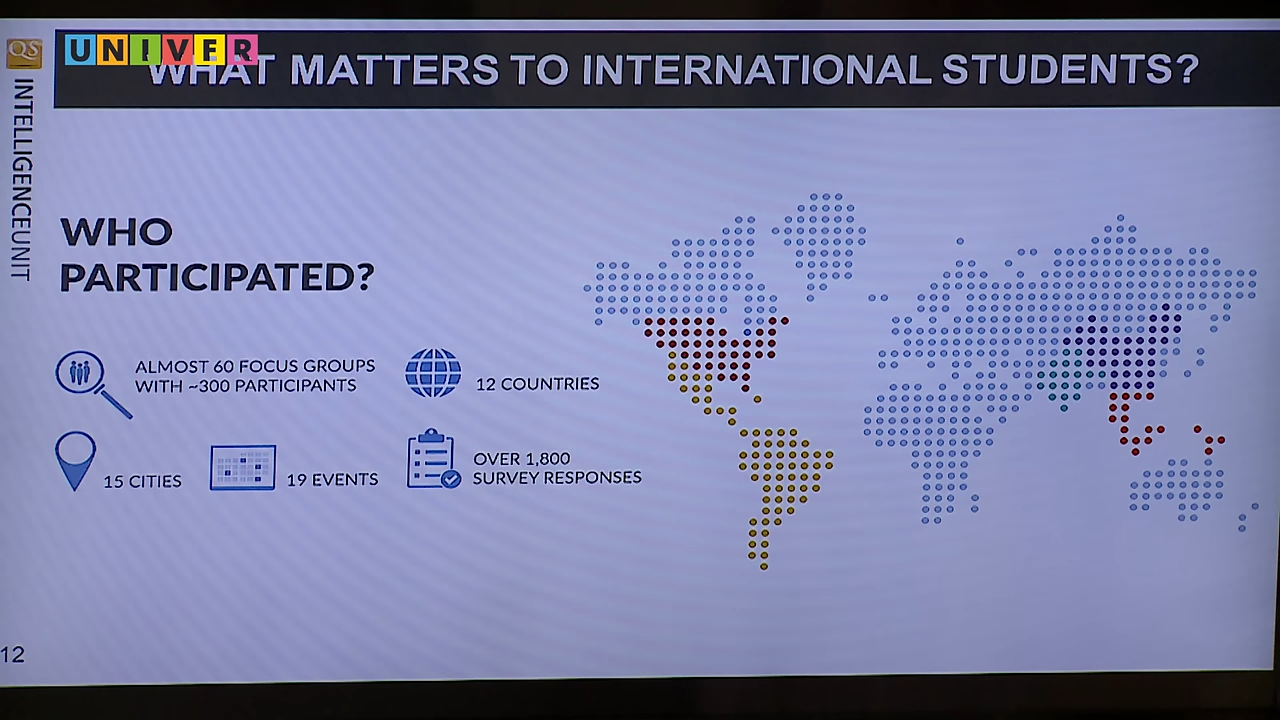 QS
INTELLIGENCEUNIT
UNIVER
WHAT MATTERS TO INTERNATIONAL STUDENTS?
WHO
PARTICIPATED?
ALMOST 60 FOCUS GROUPS
WITH ~300 PARTICIPANTS
12 COUNTRIES
15 CITIES
19 EVENTS
OVER 1,800
SURVEY RESPONSES
12